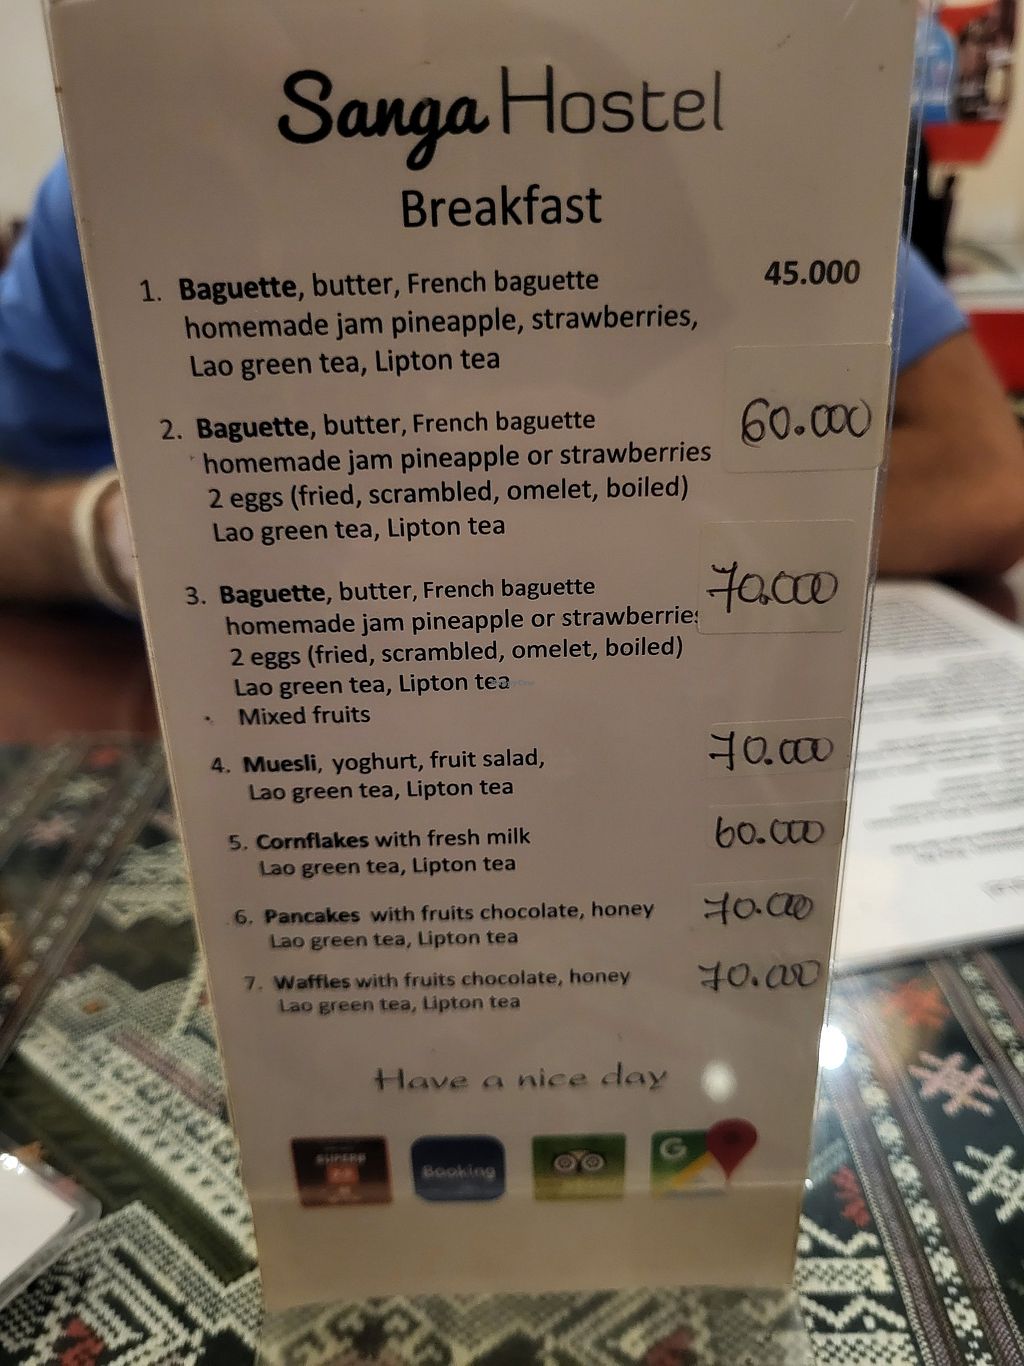 Sanga Hostel
Breakfast
1. Baguette, butter, French baguette 45.000
homemade jam pineapple, strawberries,
Lao green tea, Lipton tea
2. Baguette, butter, French baguette 60.000
homemade jam pineapple or strawberries
2 eggs (fried, scrambled, omelet, boiled)
Lao green tea, Lipton tea
3. Baguette, butter, French baguette 70.000
homemade jam pineapple or strawberries
2 eggs (fried, scrambled, omelet, boiled)
Lao green tea, Lipton tea
Mixed fruits
4. Muesli, yoghurt, fruit salad, 70.000
Lao green tea, Lipton tea
5. Cornflakes with fresh milk 60.000
Lao green tea, Lipton tea
6. Pancakes with fruits chocolate, honey 70.000
Lao green tea, Lipton tea
7. Waffles with fruits chocolate, honey 70.000
Lao green tea, Lipton tea
Have a nice day
Booking
G